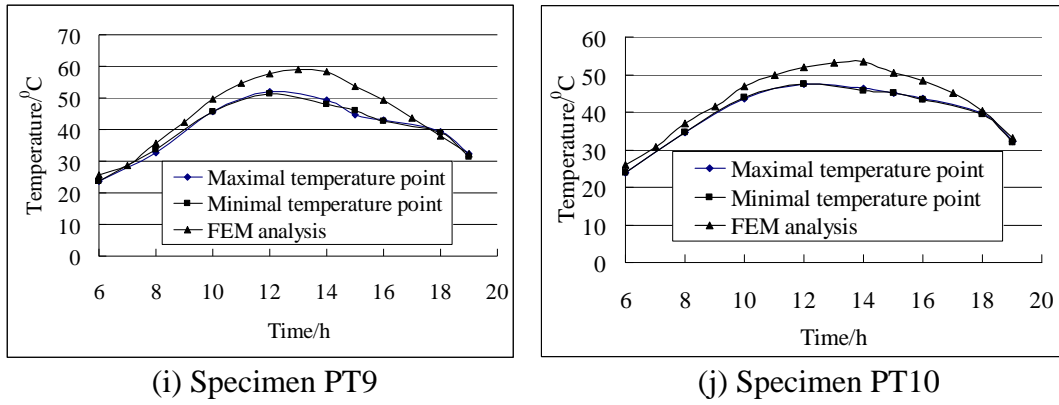 70
60
50
40
30
20
10
0
Temperature/⁰C
Maximal temperature point
Minimal temperature point
FEM analysis
6 8 10 12 14 16 18 20
Time/h
(i) Specimen PT9
60
50
40
30
20
10
0
Temperature/⁰C
Maximal temperature point
Minimal temperature point
FEM analysis
6 8 10 12 14 16 18 20
Time/h
(j) Specimen PT10